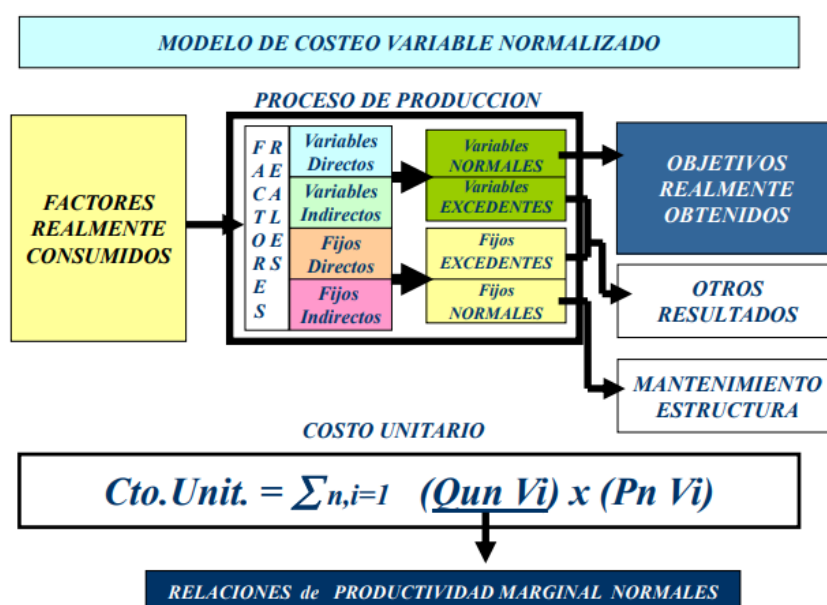 MODELO DE COSTEO VARIABLE NORMALIZADO
PROCESO DE PRODUCCION
FACTORES
REALMENTE
CONSUMIDOS
FACTORES
REALES
Variables
Directos
Variables
Indirectos
Fijos
Directos
Fijos
Indirectos
Variables
NORMALES
Variables
EXCEDENTES
Fijos
EXCEDENTES
Fijos
NORMALES
OBJETIVOS
REALMENTE
OBTENIDOS
OTROS
RESULTADOS
MANTENIMIENTO
ESTRUCTURA
COSTO UNITARIO
Cto.Unit. = ∑n,i=1 (Qun Vi) x (Pn Vi)
RELACIONES de PRODUCTIVIDAD MARGINAL NORMALES